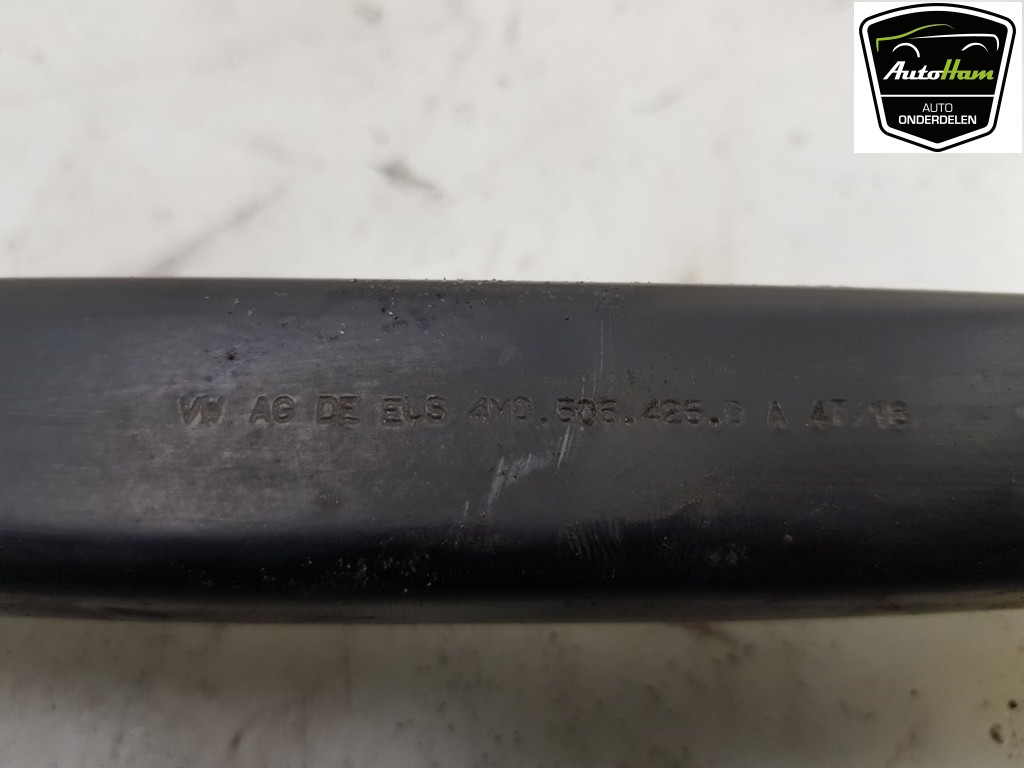 AutoHam
AUTO
ONDERDELEN
VW AG DE EUS 4M0.505.425.D A 47/18